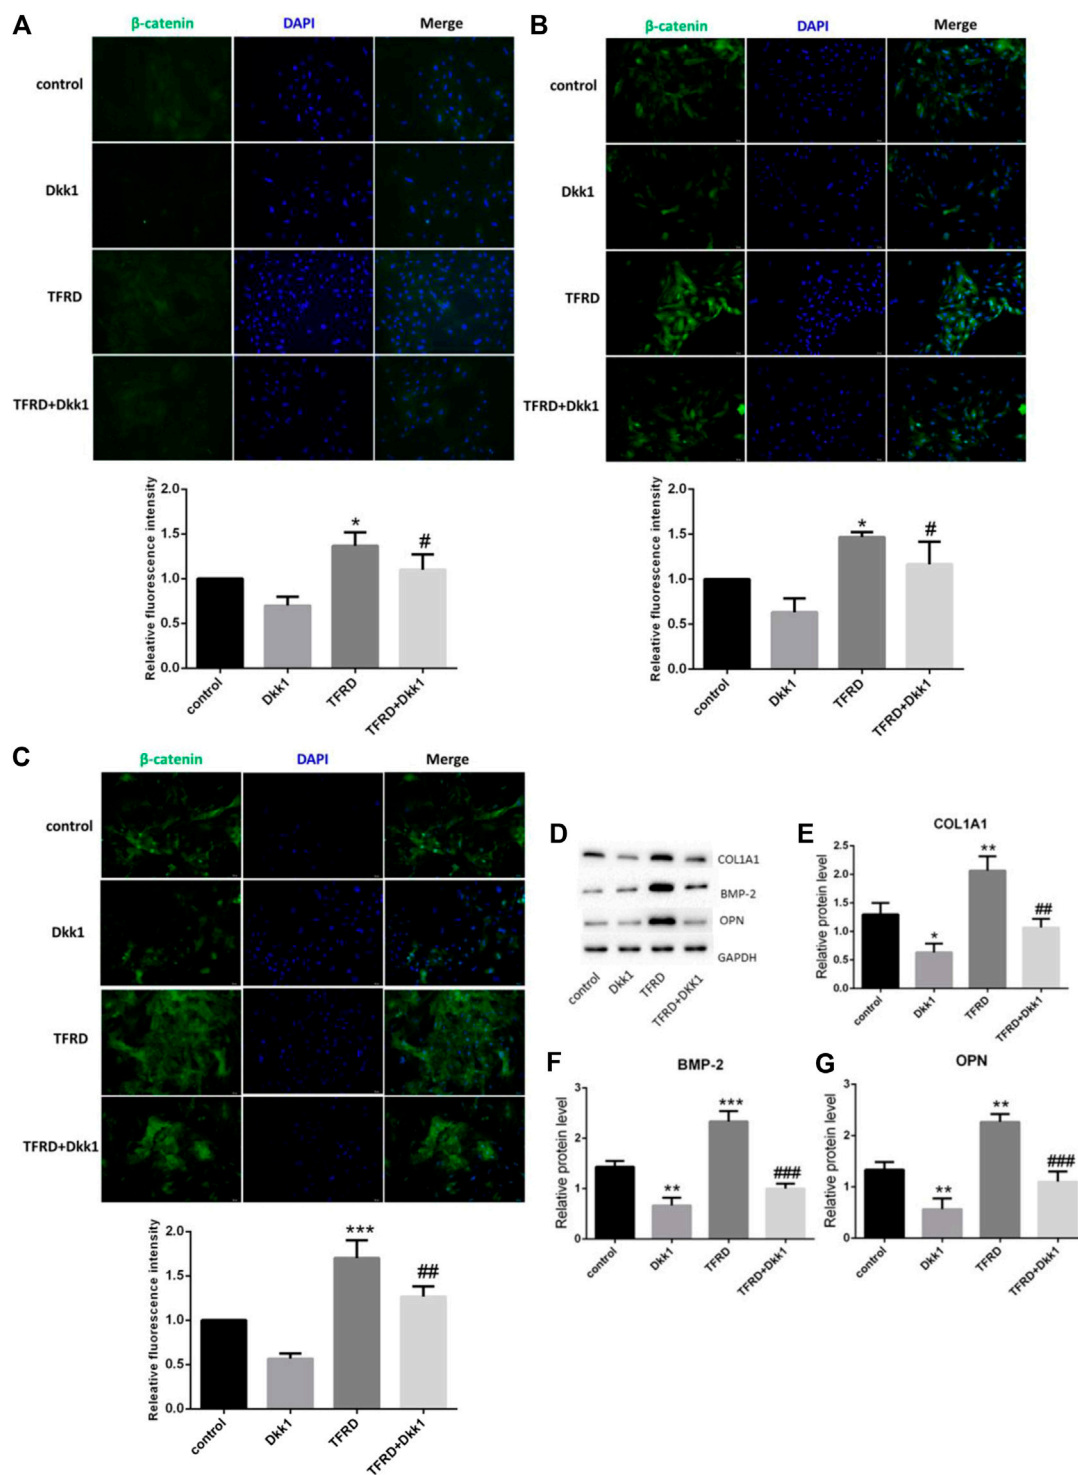 A
β-catenin DAPI Merge
control
Dkk1
TFRD
TFRD+Dkk1
Releative fluorescence intensity
2.0
1.5
1.0
0.5
0.0
*
#
control Dkk1 TFRD TFRD+Dkk1
B
β-catenin DAPI Merge
control
Dkk1
TFRD
TFRD+Dkk1
Releative fluorescence intensity
2.0
1.5
1.0
0.5
0.0
*
#
control Dkk1 TFRD TFRD+Dkk1
C
β-catenin DAPI Merge
control
Dkk1
TFRD
TFRD+Dkk1
Releative fluorescence intensity
2.0
1.5
1.0
0.5
0.0
***
##
control Dkk1 TFRD TFRD+Dkk1
D
COL1A1
BMP-2
OPN
GAPDH
control Dkk1 TFRD TFRD+DKK1
E
COL1A1
Relative protein level
2.5
2.0
1.5
1.0
0.5
0.0
*
**
##
control Dkk1 TFRD TFRD+Dkk1
F
BMP-2
Relative protein level
3
2
1
0
**
***
###
control Dkk1 TFRD TFRD+Dkk1
G
OPN
Relative protein level
3
2
1
0
**
**
###
control Dkk1 TFRD TFRD+Dkk1